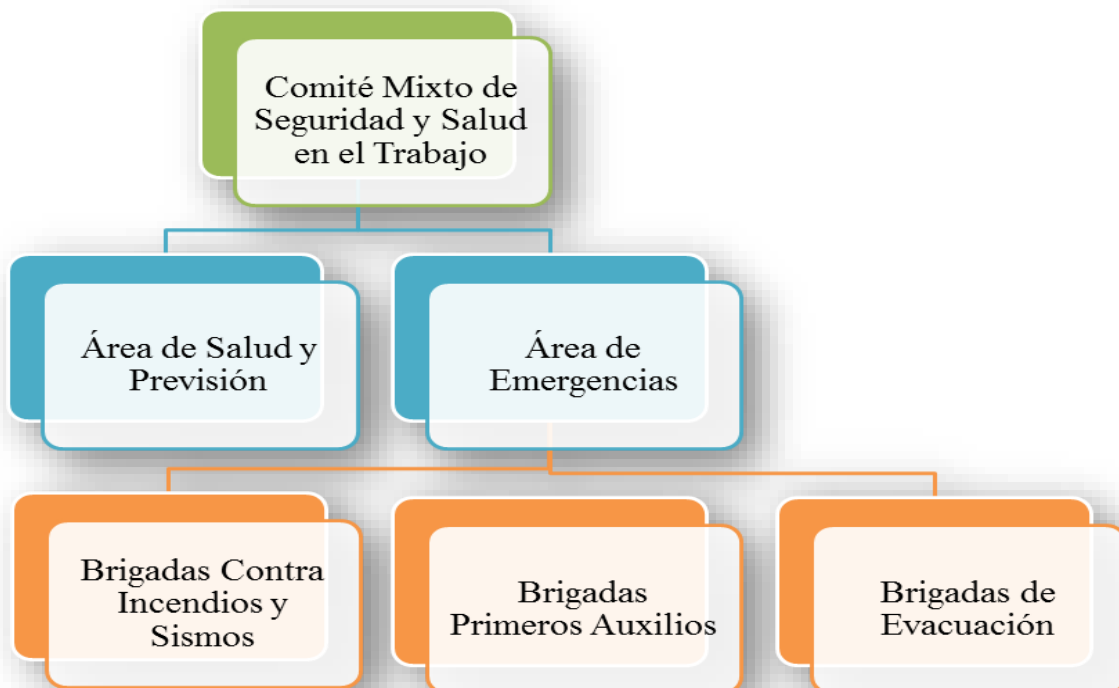 Comité Mixto de
Seguridad y Salud
en el Trabajo
Área de Salud y
Previsión
Área de
Emergencias
Brigadas Contra
Incendios y
Sismos
Brigadas
Primeros Auxilios
Brigadas de
Evacuación